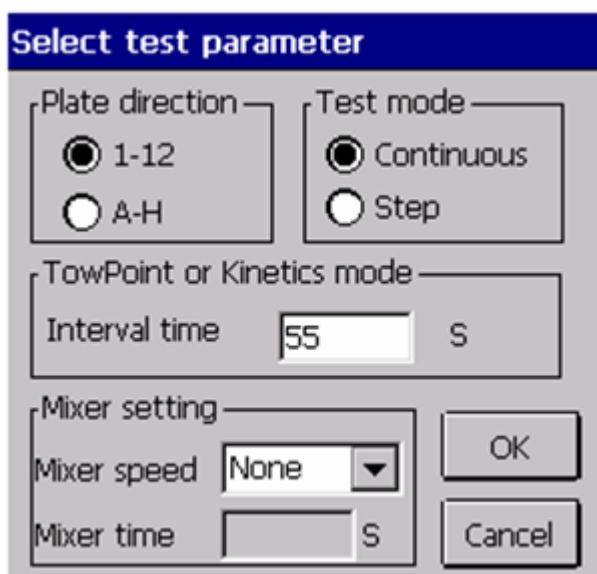 Select test parameter
Plate direction
1-12
A-H
Test mode
Continuous
Step
TowPoint or Kinetics mode
Interval time 55 S
Mixer setting
Mixer speed None
Mixer time S
OK
Cancel